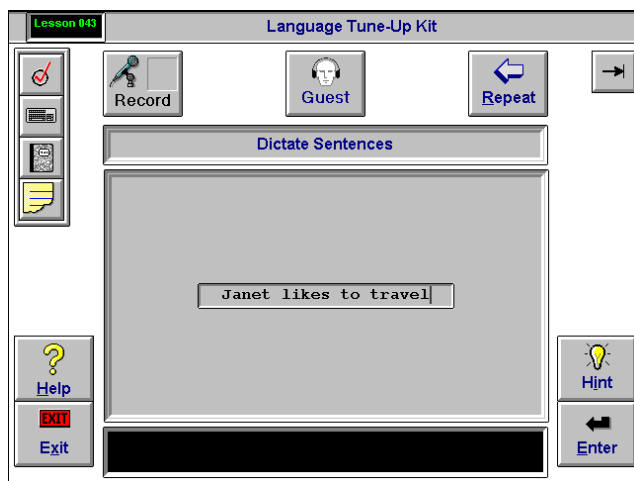 Lesson 043
Language Tune-Up Kit
Record
Guest
Repeat
Dictate Sentences
Janet likes to travel
Help
Hint
EXIT
Exit
Enter